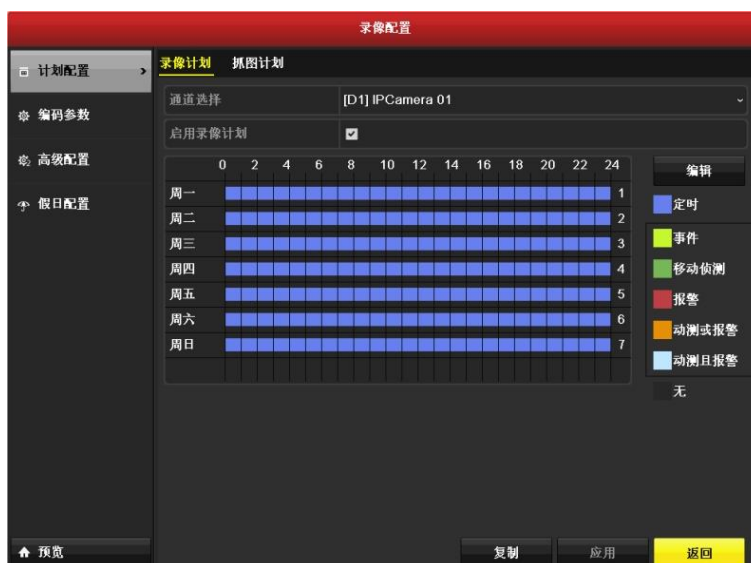 录像配置
计划配置
编码参数
高级配置
假日配置
预览
录像计划 抓图计划
通道选择 [D1] IPCamera 01
启用录像计划
0 2 4 6 8 10 12 14 16 18 20 22 24
周一 1
周二 2
周三 3
周四 4
周五 5
周六 6
周日 7
编辑
定时
事件
移动侦测
报警
动测或报警
动测且报警
无
复制 应用 返回